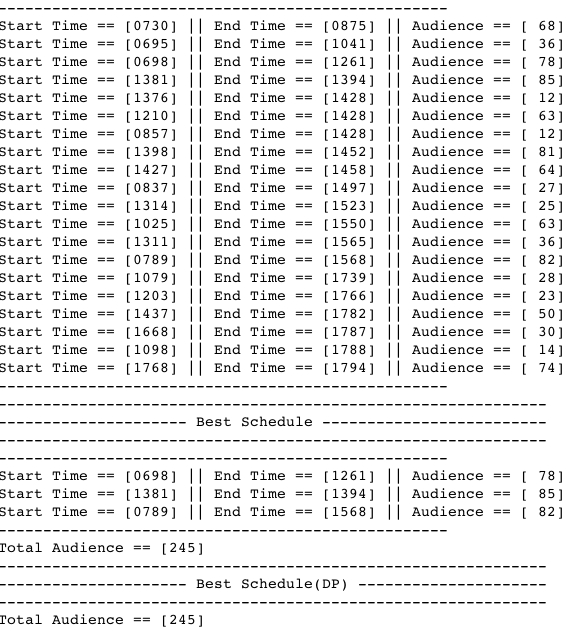 ---------------------------------------------------
Start Time == [0730] || End Time == [0875] || Audience == [ 68]
Start Time == [0695] || End Time == [1041] || Audience == [ 36]
Start Time == [0698] || End Time == [1261] || Audience == [ 78]
Start Time == [1381] || End Time == [1394] || Audience == [ 85]
Start Time == [1376] || End Time == [1428] || Audience == [ 12]
Start Time == [1210] || End Time == [1428] || Audience == [ 63]
Start Time == [0857] || End Time == [1428] || Audience == [ 12]
Start Time == [1398] || End Time == [1452] || Audience == [ 81]
Start Time == [1427] || End Time == [1458] || Audience == [ 64]
Start Time == [0837] || End Time == [1497] || Audience == [ 27]
Start Time == [1314] || End Time == [1523] || Audience == [ 25]
Start Time == [1025] || End Time == [1550] || Audience == [ 63]
Start Time == [1311] || End Time == [1565] || Audience == [ 36]
Start Time == [0789] || End Time == [1568] || Audience == [ 82]
Start Time == [1079] || End Time == [1739] || Audience == [ 28]
Start Time == [1203] || End Time == [1766] || Audience == [ 23]
Start Time == [1437] || End Time == [1782] || Audience == [ 50]
Start Time == [1668] || End Time == [1787] || Audience == [ 30]
Start Time == [1098] || End Time == [1788] || Audience == [ 14]
Start Time == [1768] || End Time == [1794] || Audience == [ 74]
---------------------------------------------------
--------------------------------------------------------------
--------------------- Best Schedule --------------------------
--------------------------------------------------------------
---------------------------------------------------
Start Time == [0698] || End Time == [1261] || Audience == [ 78]
Start Time == [1381] || End Time == [1394] || Audience == [ 85]
Start Time == [0789] || End Time == [1568] || Audience == [ 82]
---------------------------------------------------
Total Audience == [245]
--------------------------------------------------------------
--------------------- Best Schedule(DP) ----------------------
--------------------------------------------------------------
Total Audience == [245]